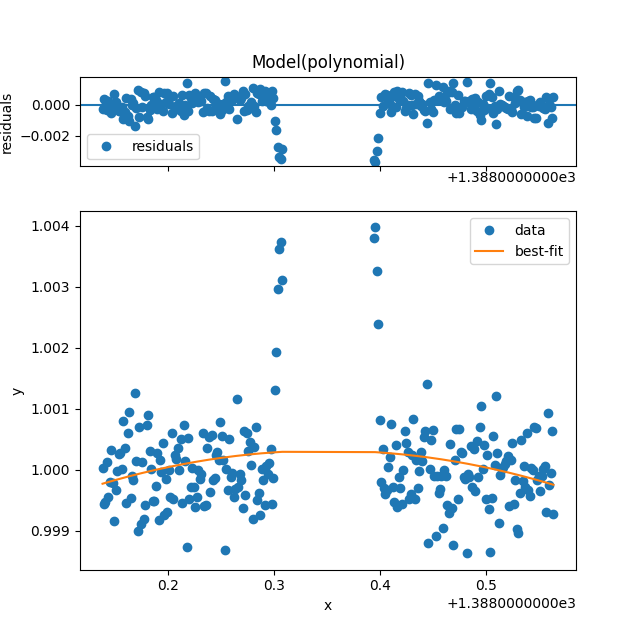 Model(polynomial)
residuals
0.000
−0.002
residuals
+1.3880000000e3
y
1.004
1.003
1.002
1.001
1.000
0.999
data
best-fit
0.2
0.3
0.4
0.5
x
+1.3880000000e3